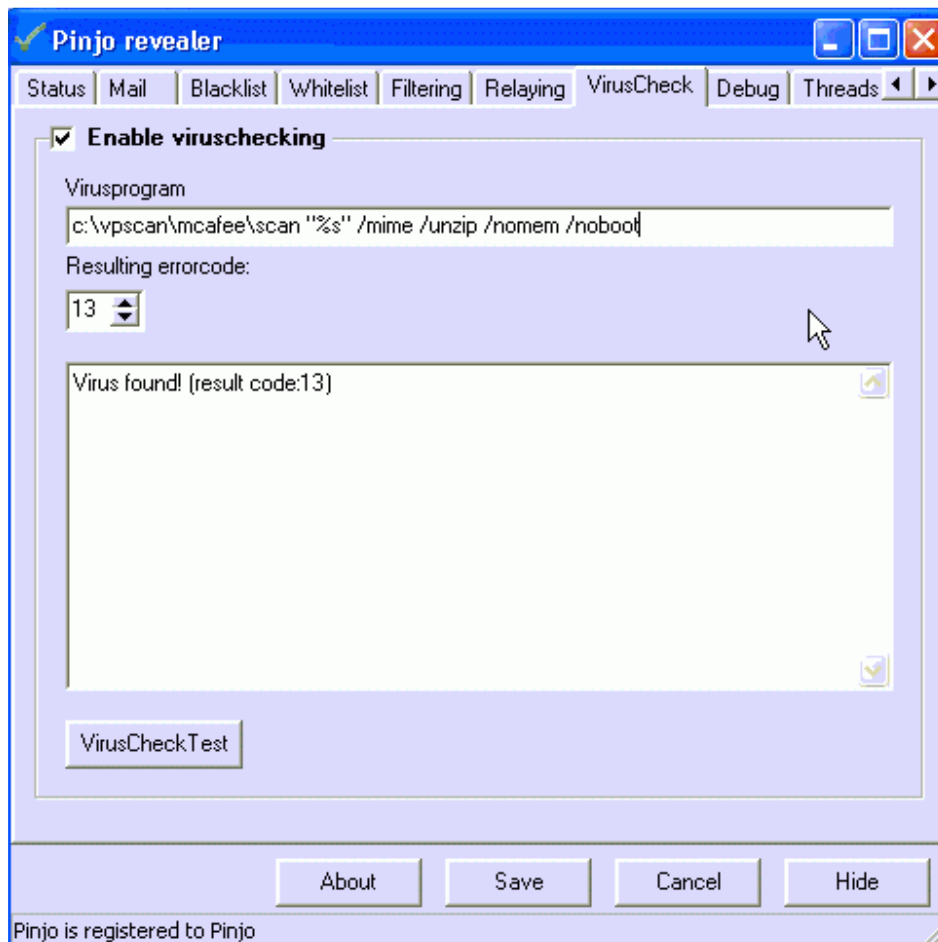 Pinjo revealer
Status Mail Blacklist Whitelist Filtering Relaying VirusCheck Debug Threads
Enable viruschecking
Virusprogram
c:\vpscan\mcafee\scan "%s" /mime /unzip /nomem /noboot
Resulting errorcode:
13
Virus found! (result code:13)
VirusCheckTest
About Save Cancel Hide
Pinjo is registered to Pinjo